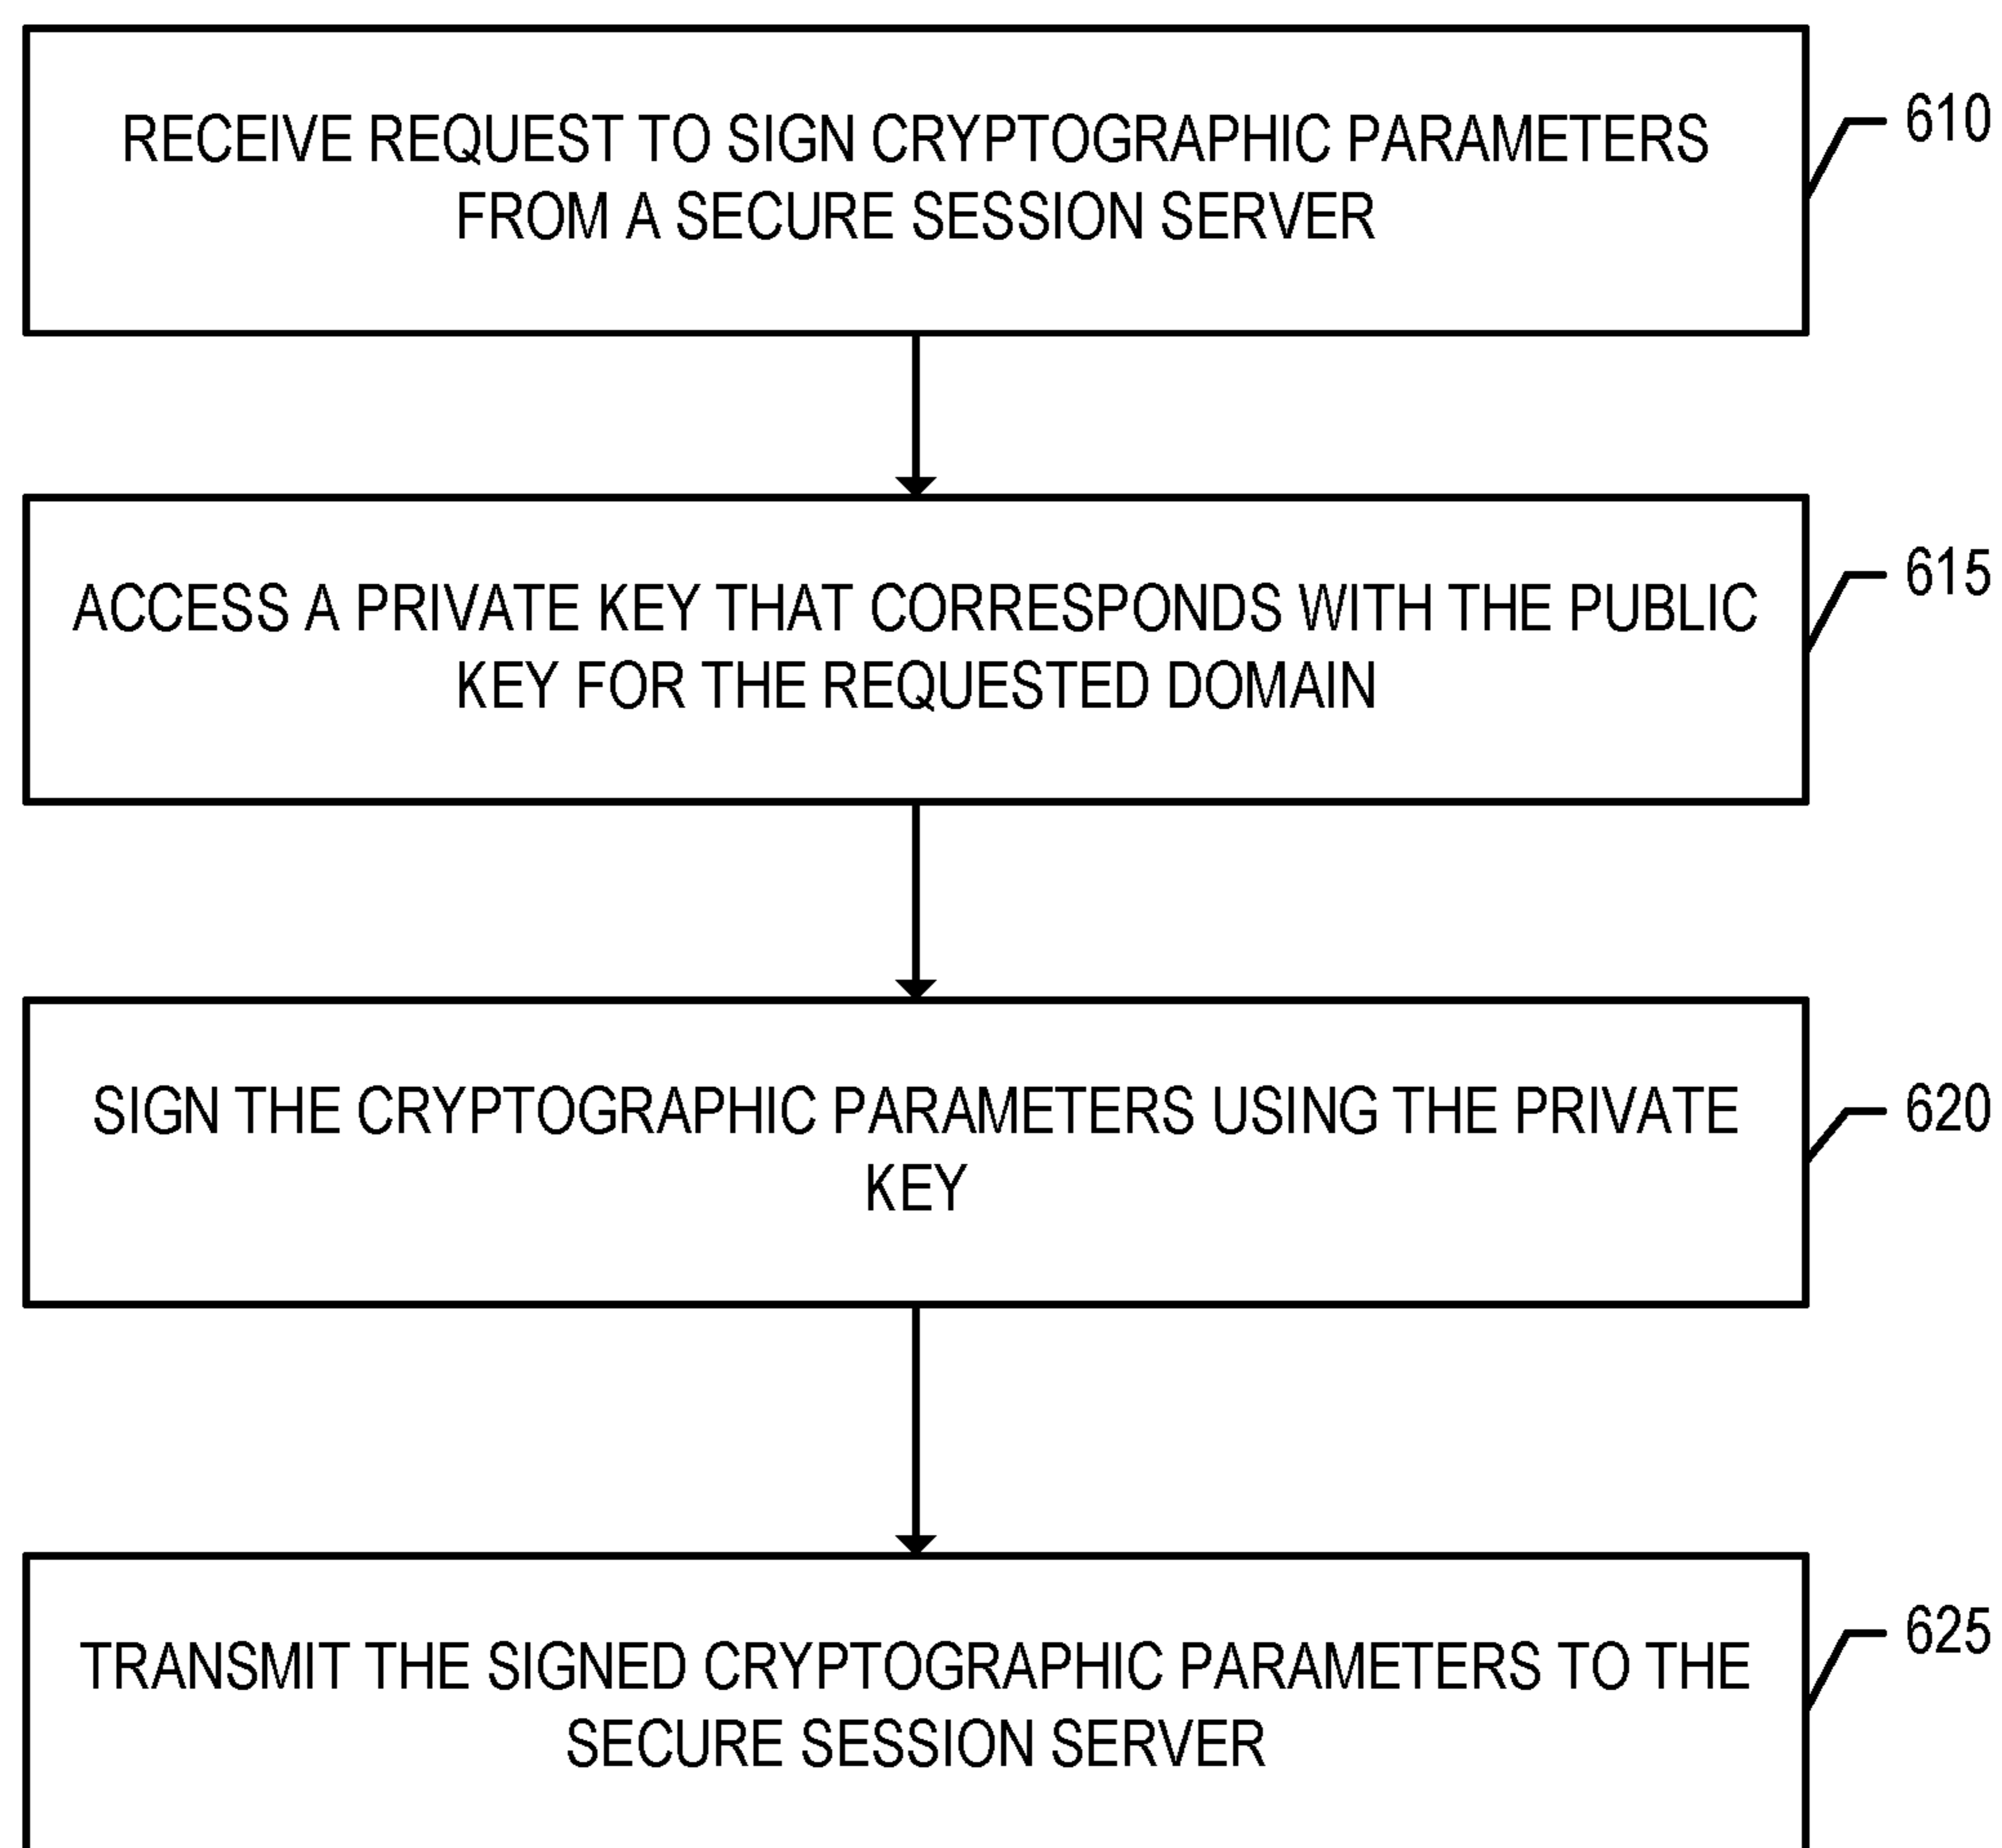 RECEIVE REQUEST TO SIGN CRYPTOGRAPHIC PARAMETERS
FROM A SECURE SESSION SERVER
610
ACCESS A PRIVATE KEY THAT CORRESPONDS WITH THE PUBLIC
KEY FOR THE REQUESTED DOMAIN
615
SIGN THE CRYPTOGRAPHIC PARAMETERS USING THE PRIVATE
KEY
620
TRANSMIT THE SIGNED CRYPTOGRAPHIC PARAMETERS TO THE
SECURE SESSION SERVER
625